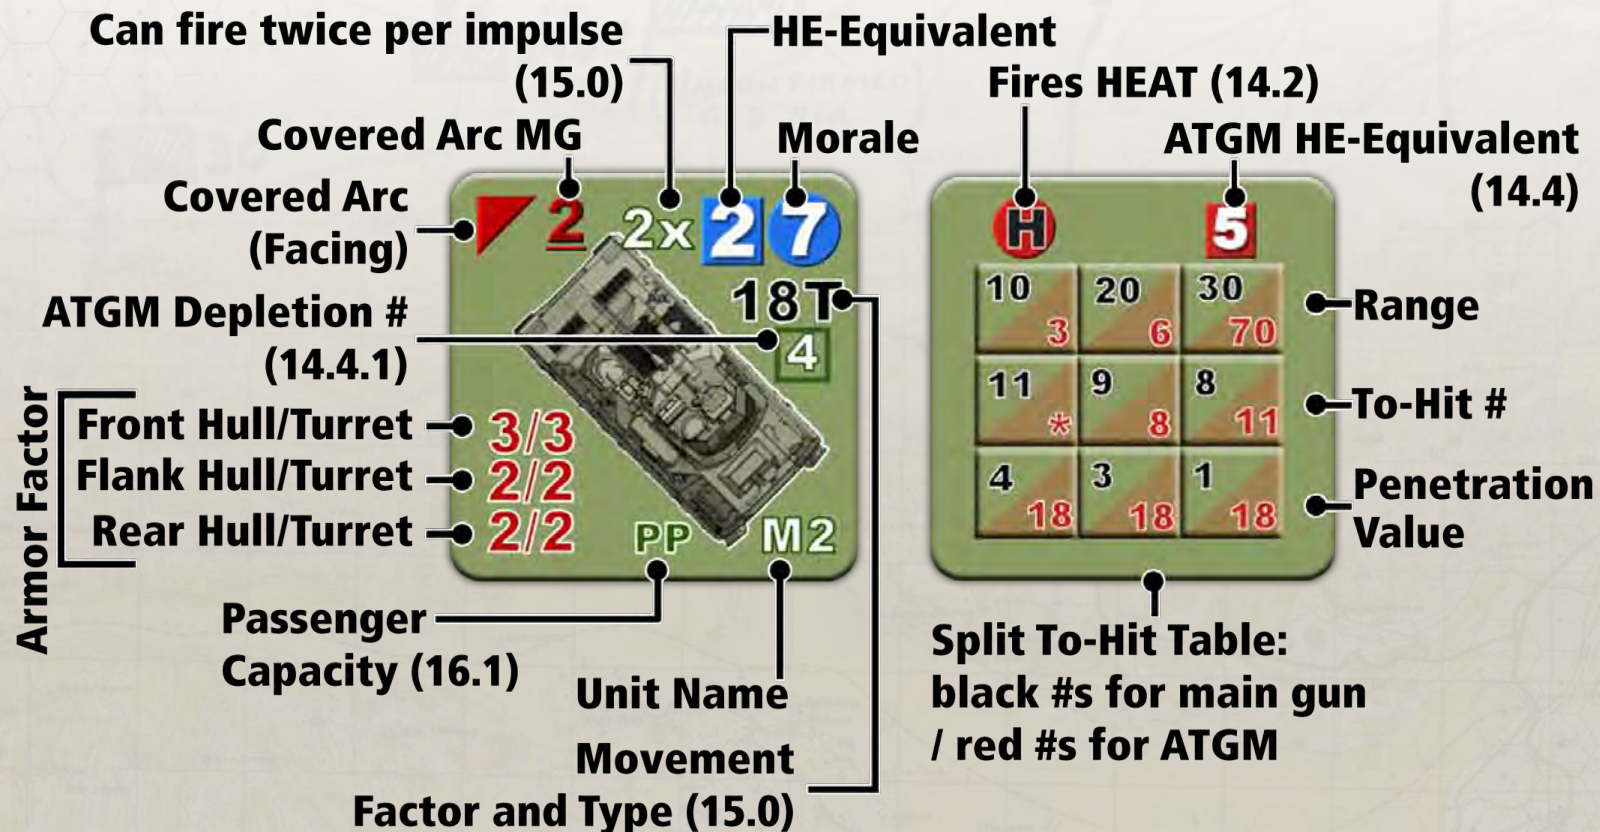 Can fire twice per impulse
(15.0)
HE-Equivalent
Fires HEAT (14.2)
Covered Arc MG
Morale
ATGM HE-Equivalent
(14.4)
Covered Arc
(Facing)
ATGM Depletion #
(14.4.1)
Armor Factor
Front Hull/Turret
Flank Hull/Turret
Rear Hull/Turret
2 2x 2 7
18T
4
3/3
2/2
2/2
PP M2
H 5
10 3 20 6 30 70
11 * 9 8 8 11
4 18 3 18 1 18
Range
To-Hit #
Penetration
Value
Passenger
Capacity (16.1)
Unit Name
Movement
Factor and Type (15.0)
Split To-Hit Table:
black #s for main gun
/ red #s for ATGM